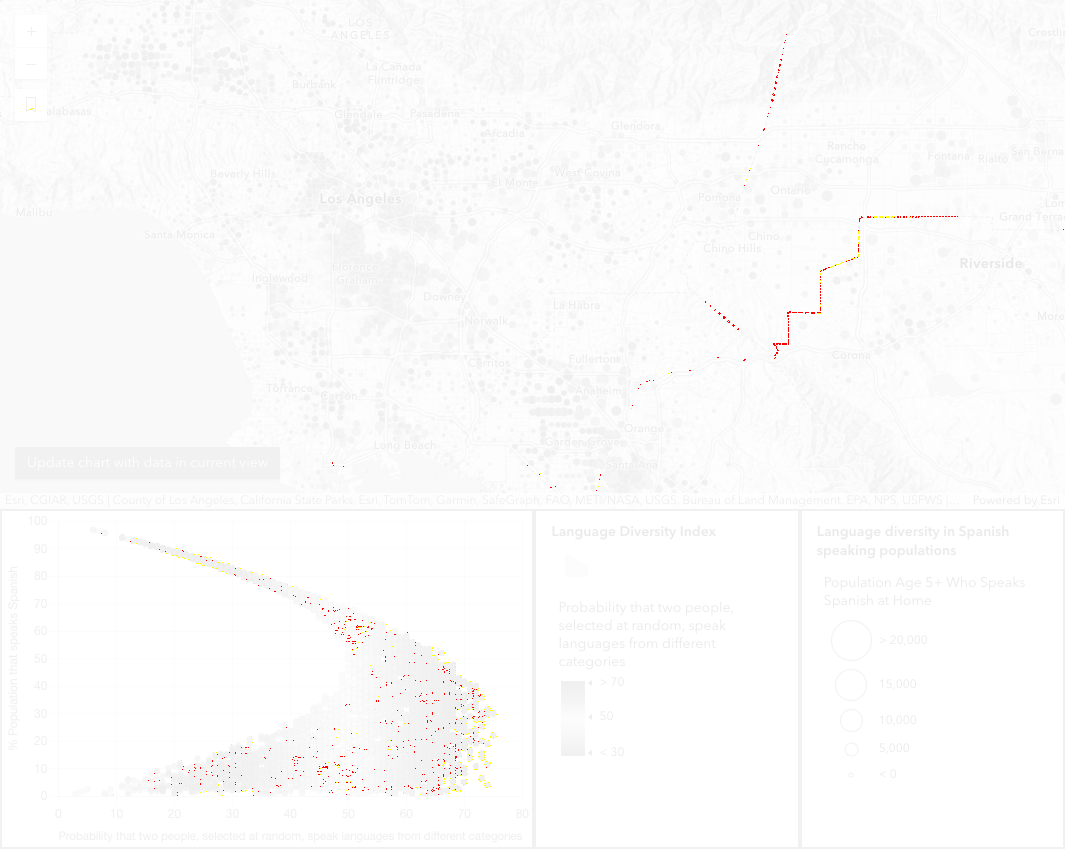 LOS
ANGELES
Crestli
La Cañada
Flintridge
Burbank
alabasas
Glendale
Pasadena
Arcadia
Glendora
Rancho
Cucamonga
Fontana
Rialto
San Berna
Beverly Hills
El Monte
West Covina
Pomona
Ontario
Los Angeles
Malibu
Lom
Grand Terrac
Santa Monica
Chino
Chino Hills
Riverside
Inglewood
Florence-
Graham
Downey
La Habra
Norwalk
More
Corona
Cerritos
Fullerton
Torrance
Carson
Anaheim
Orange
Long Beach
Garden Grove
Santa Ana
Update chart with data in current view
Esri, CGIAR, USGS | County of Los Angeles, California State Parks, Esri, TomTom, Garmin, SafeGraph, FAO, METI/NASA, USGS, Bureau of Land Management, EPA, NPS, USFWS |...
Powered by Esri
% Population that speaks Spanish
100
90
80
70
60
50
40
30
20
10
0
0 10 20 30 40 50 60 70 80
Probability that two people, selected at random, speak languages from different categories
Language Diversity Index
Probability that two people,
selected at random, speak
languages from different
categories
> 70
50
< 30
Language diversity in Spanish
speaking populations
Population Age 5+ Who Speaks
Spanish at Home
> 20,000
15,000
10,000
5,000
< 0